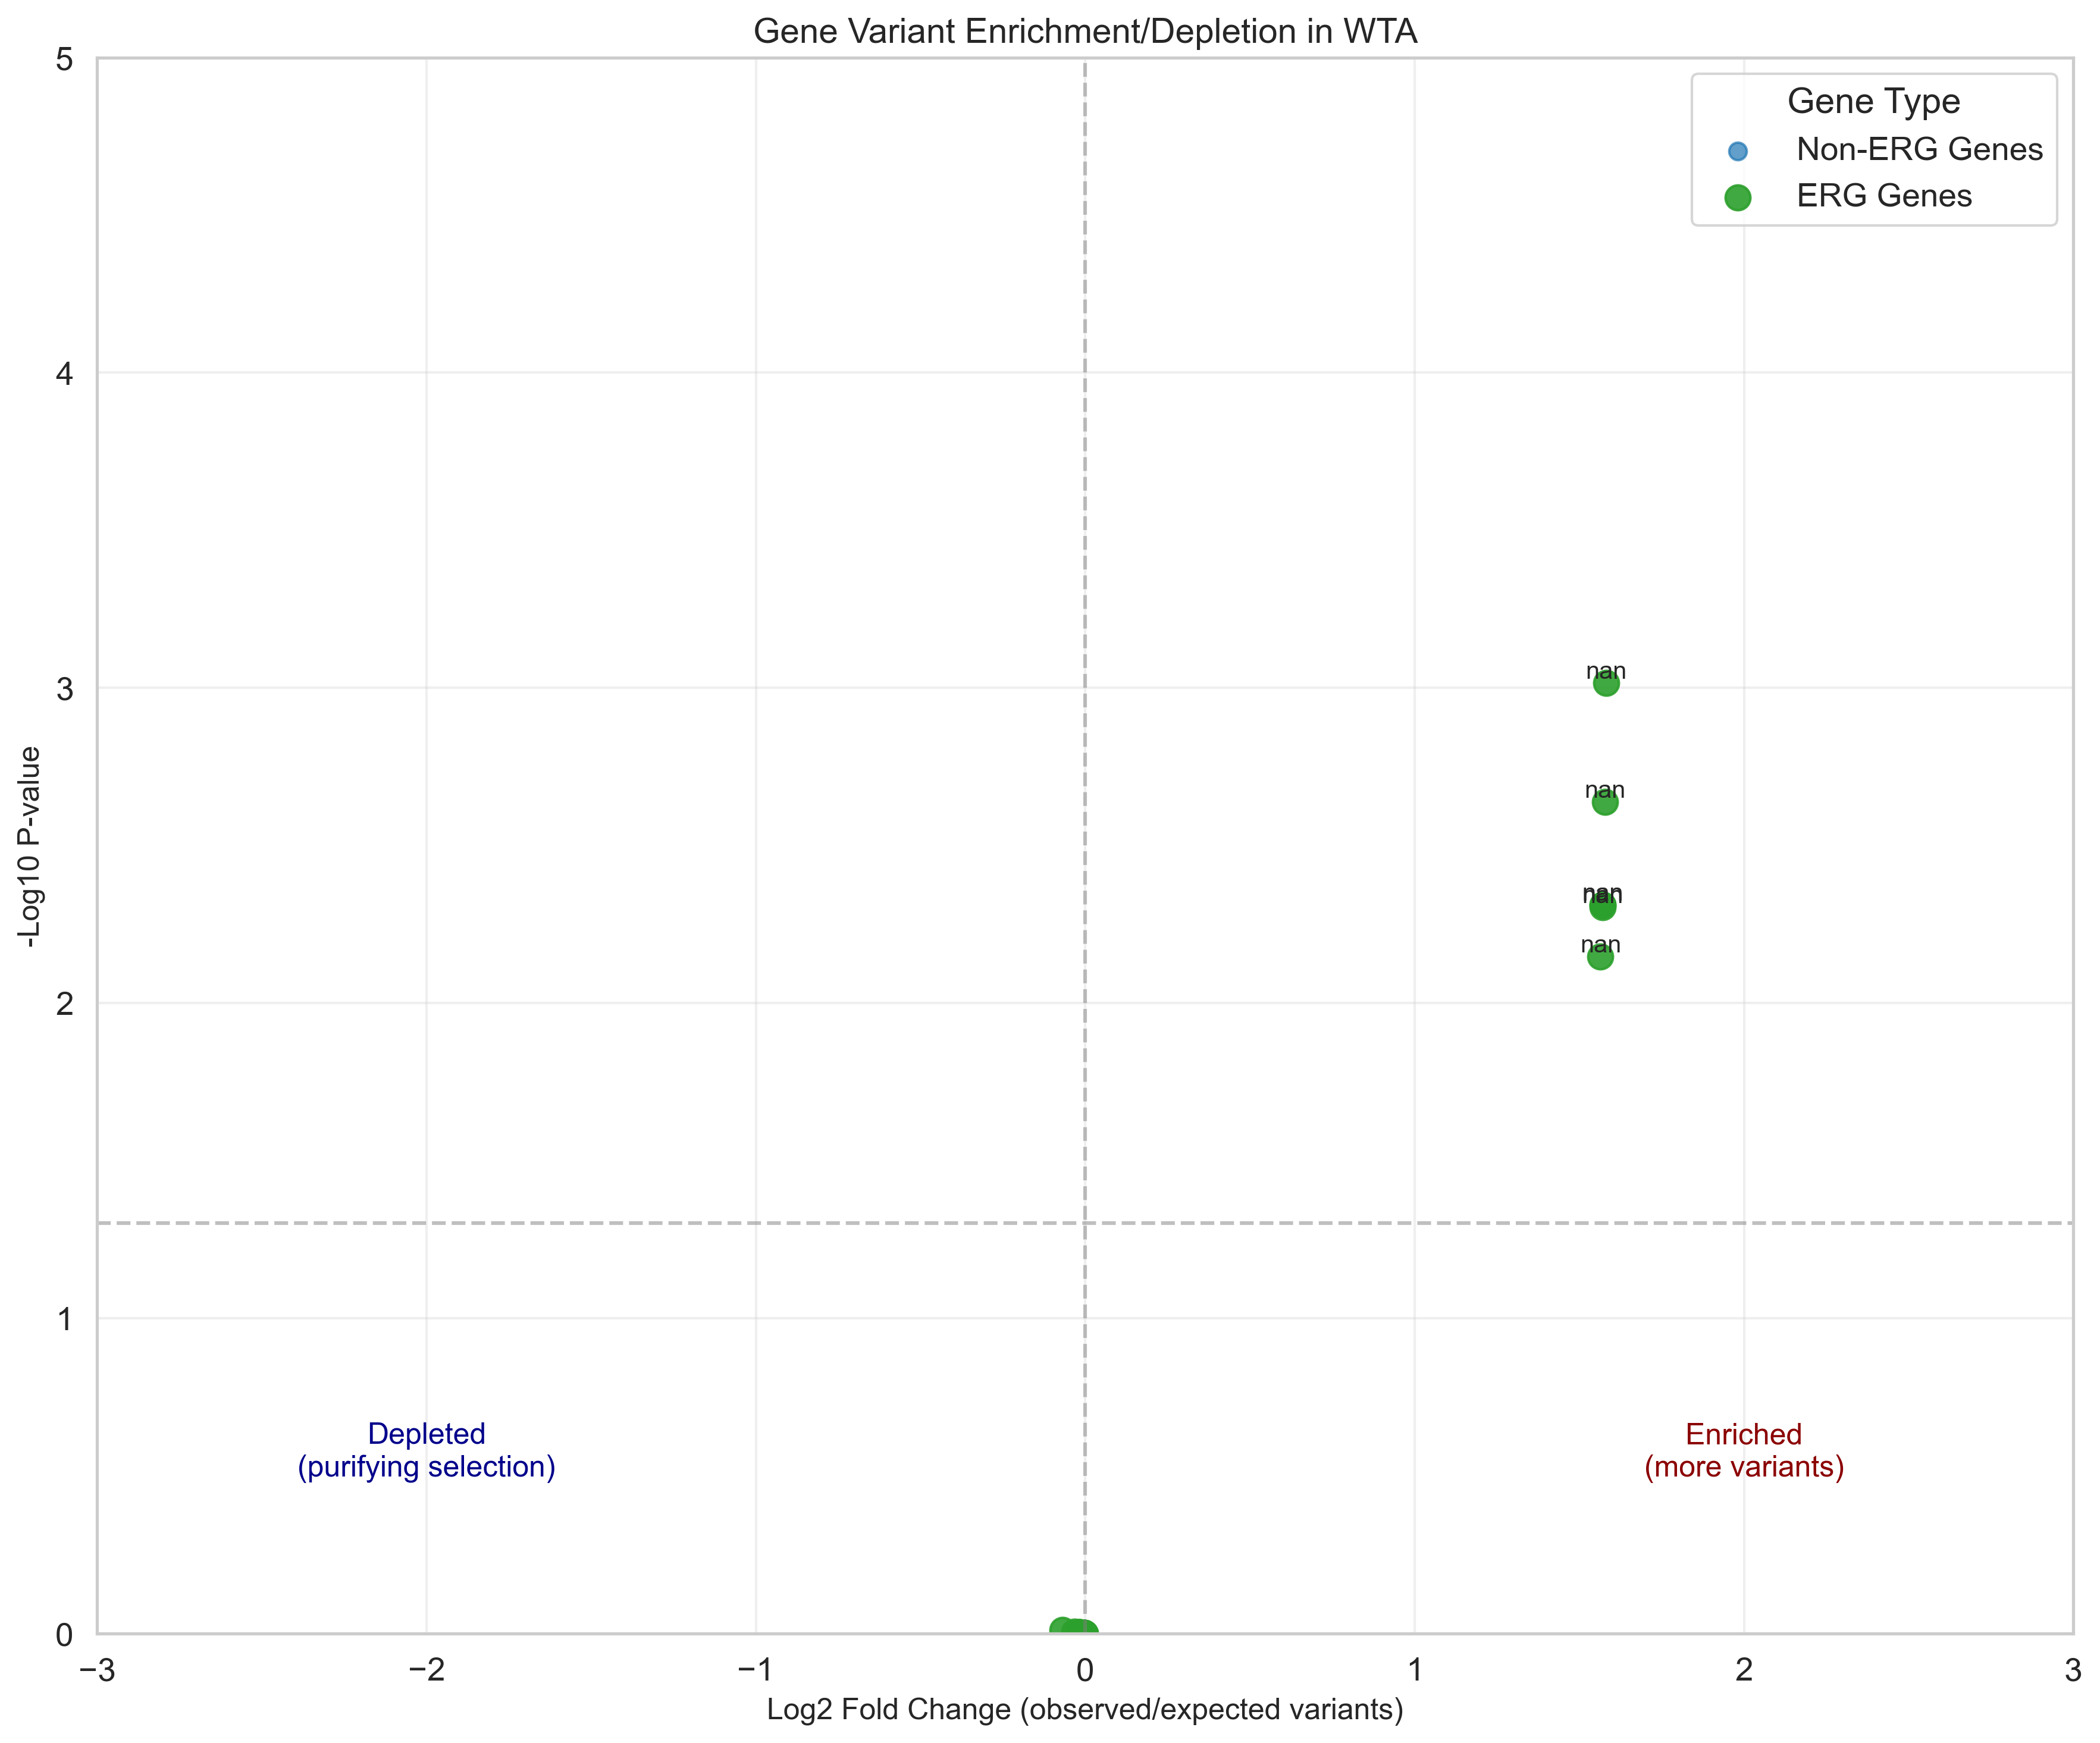 Gene Variant Enrichment/Depletion in WTA
5
Gene Type
Non-ERG Genes
ERG Genes
4
3
nan
nan
nan
nan
nan
-Log10 P-value
2
1
Depleted
(purifying selection)
Enriched
(more variants)
0
−3
−2
−1
0
1
2
3
Log2 Fold Change (observed/expected variants)